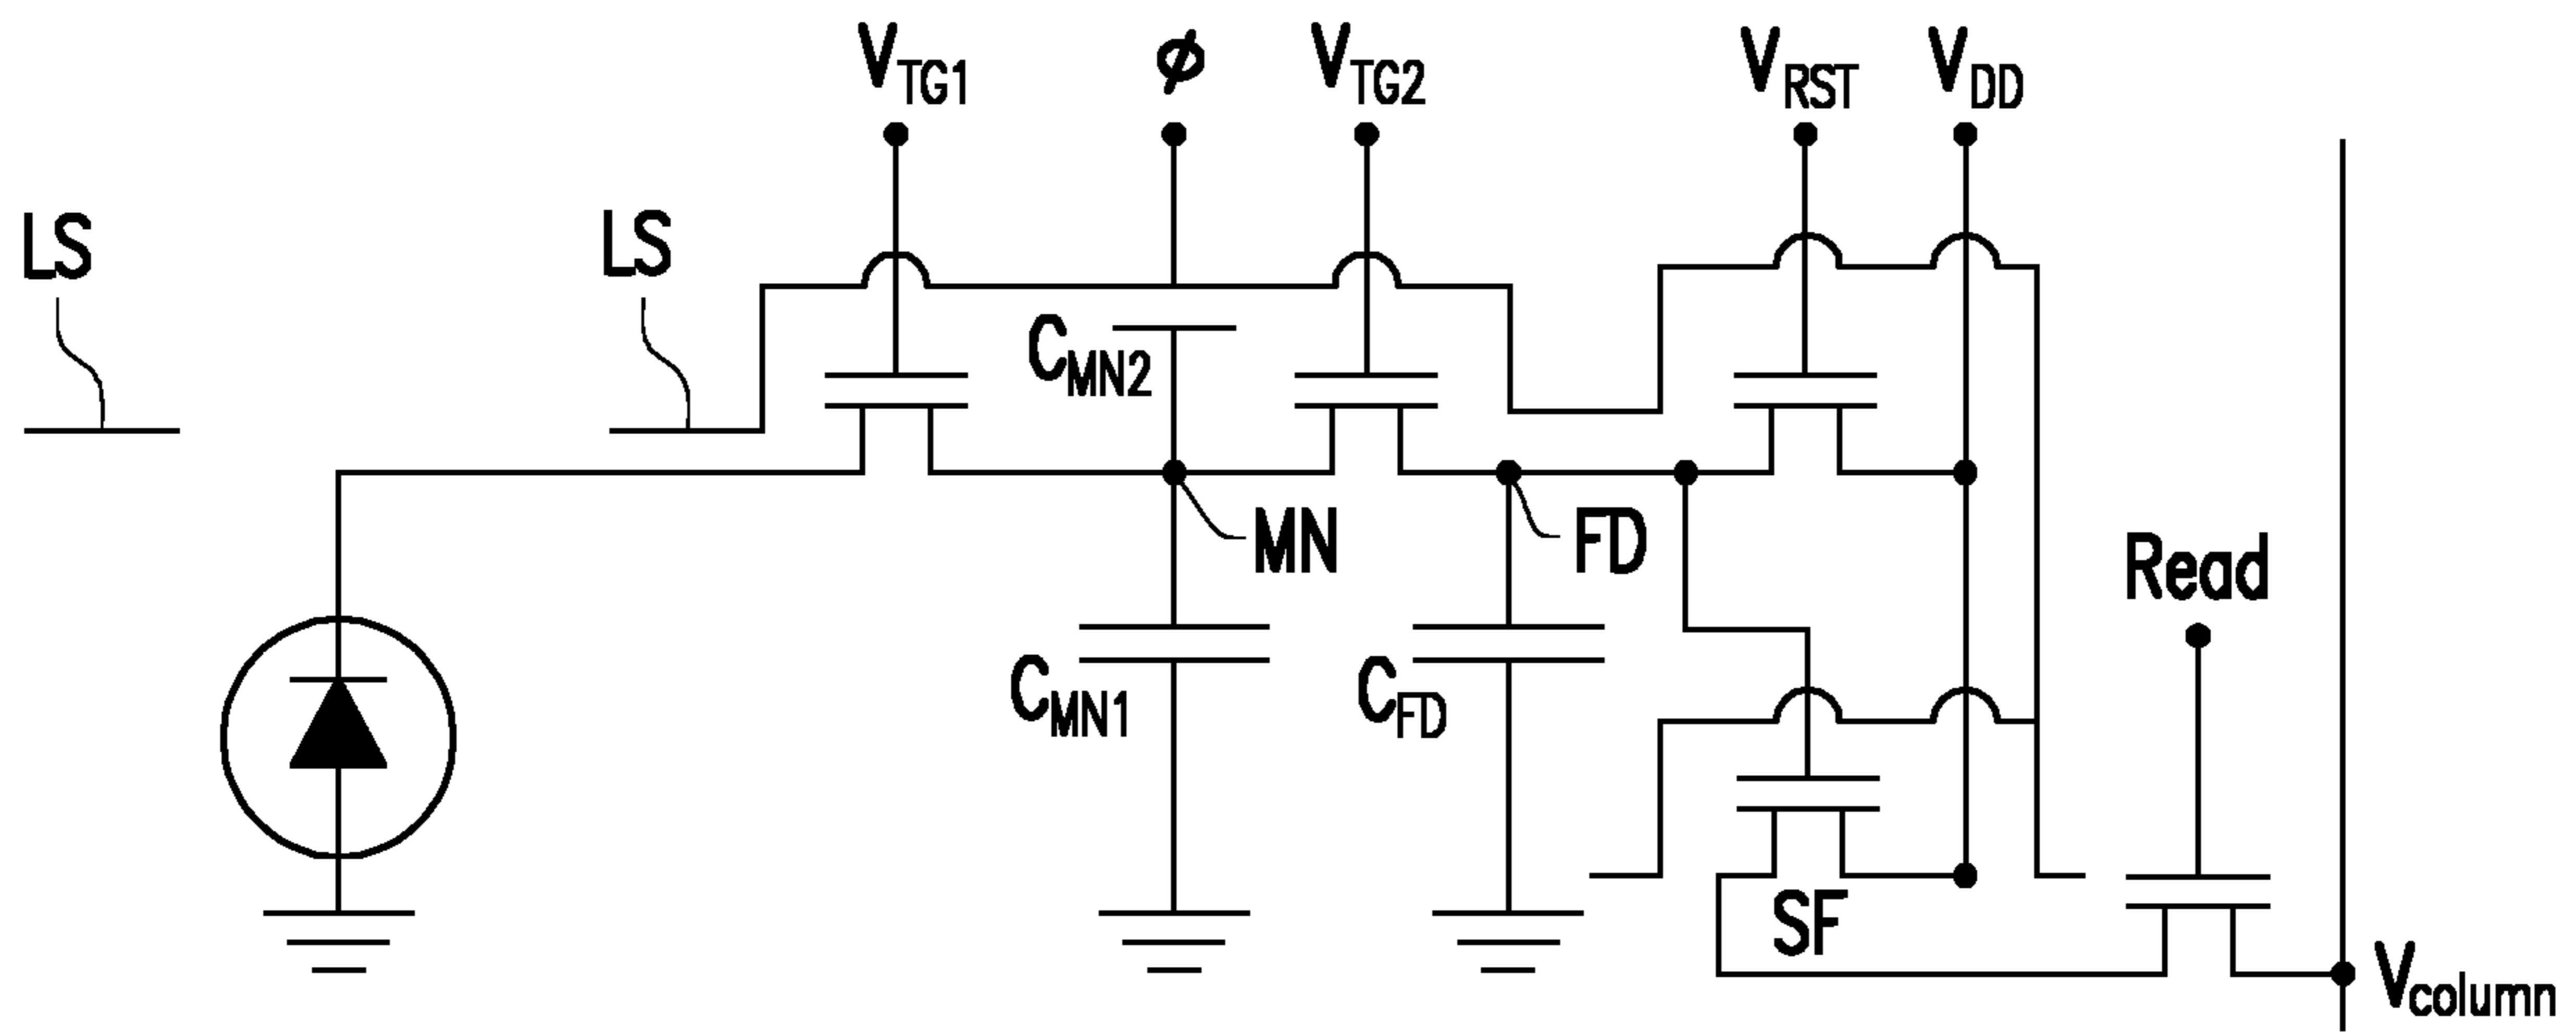 V_TG1 ϕ V_TG2 V_RST V_DD
LS LS
C_MN2
MN FD Read
C_MN1 C_FD
SF V_column